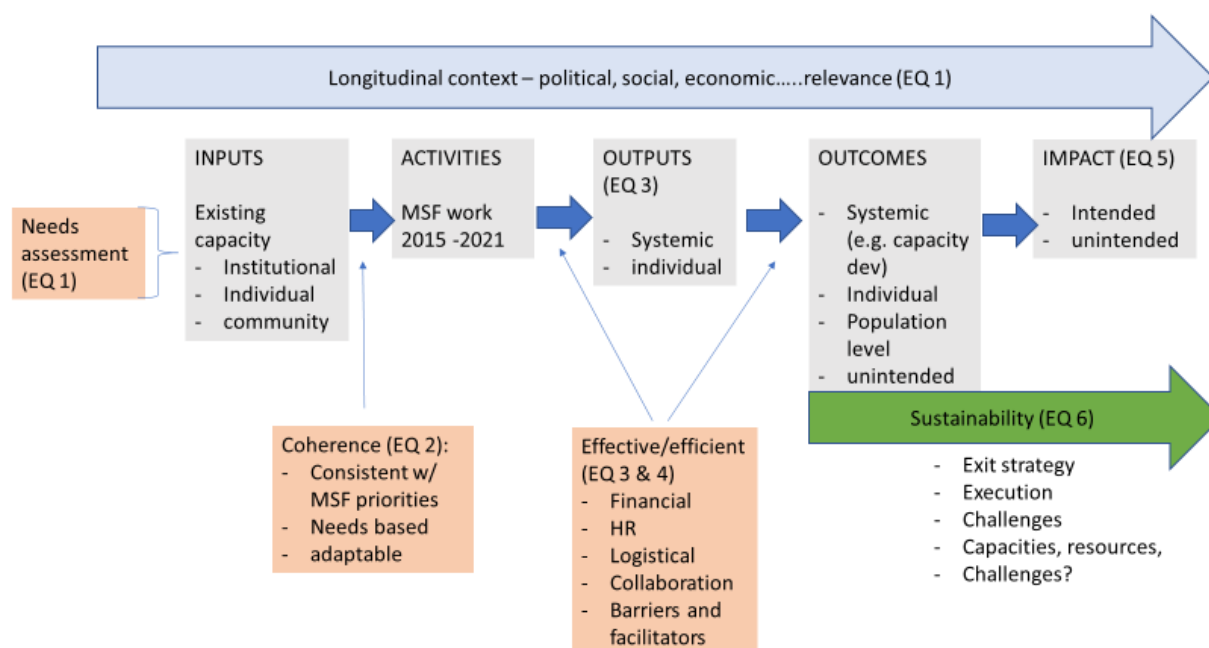 Longitudinal context – political, social, economic…..relevance (EQ 1)
Needs
assessment
(EQ 1)
INPUTS
Existing
capacity
- Institutional
- Individual
- community
ACTIVITIES
MSF work
2015 -2021
OUTPUTS
(EQ 3)
- Systemic
- individual
OUTCOMES
- Systemic
(e.g. capacity
dev)
- Individual
- Population
level
- unintended
IMPACT (EQ 5)
- Intended
- unintended
Coherence (EQ 2):
- Consistent w/
MSF priorities
- Needs based
- adaptable
Effective/efficient
(EQ 3 & 4)
- Financial
- HR
- Logistical
- Collaboration
- Barriers and
facilitators
Sustainability (EQ 6)
- Exit strategy
- Execution
- Challenges
- Capacities, resources,
- Challenges?